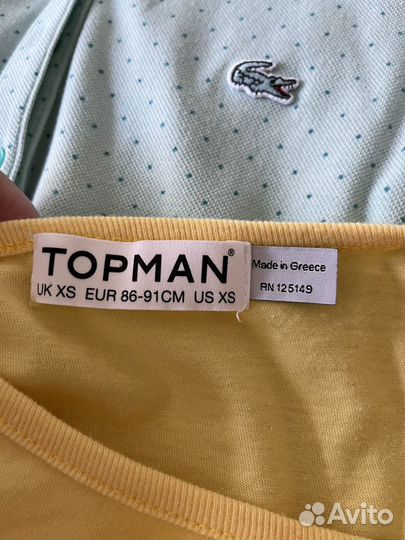 TOPMAN®
UK XS EUR 86-91CM US XS
Made in Greece
RN 125149
Avito